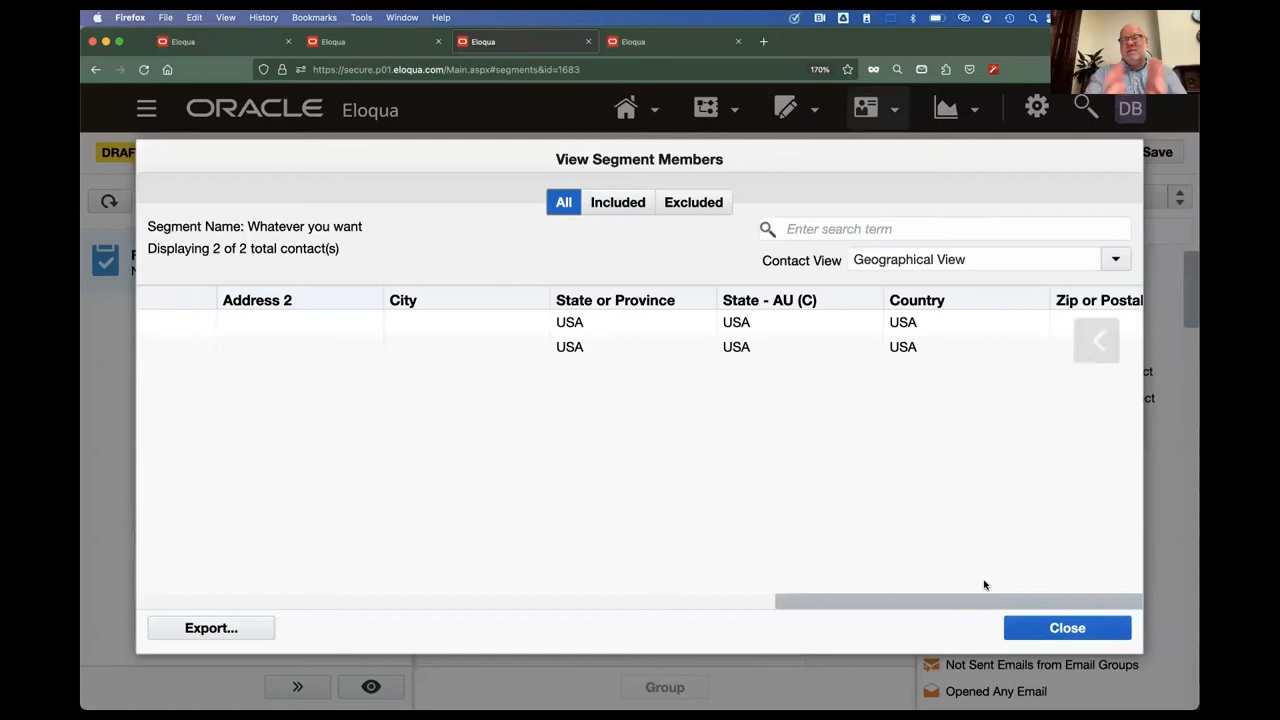 Firefox File Edit View History Bookmarks Tools Window Help
Eloqua Eloqua Eloqua Eloqua
https://secure.p01.eloqua.com/Main.aspx#segments&id=1683 170%
ORACLE Eloqua DB
DRAF Save
View Segment Members
All Included Excluded
Segment Name: Whatever you want
Enter search term
Displaying 2 of 2 total contact(s)
Contact View Geographical View
Address 2 City State or Province State - AU (C) Country Zip or Postal
USA USA USA
USA USA USA
ct
ect
Export... Close
Not Sent Emails from Email Groups
Group
Opened Any Email